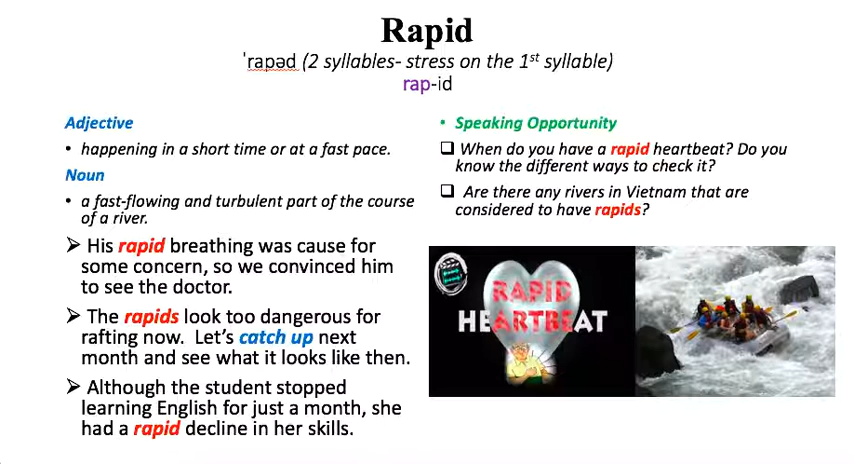 Rapid
ˈrapəd (2 syllables- stress on the 1st syllable)
rap-id
Adjective
• happening in a short time or at a fast pace.
Noun
• a fast-flowing and turbulent part of the course
of a river.
➢ His rapid breathing was cause for
some concern, so we convinced him
to see the doctor.
➢ The rapids look too dangerous for
rafting now. Let’s catch up next
month and see what it looks like then.
➢ Although the student stopped
learning English for just a month, she
had a rapid decline in her skills.
• Speaking Opportunity
❑ When do you have a rapid heartbeat? Do you
know the different ways to check it?
❑ Are there any rivers in Vietnam that are
considered to have rapids?
RAPID
HEARTBEAT